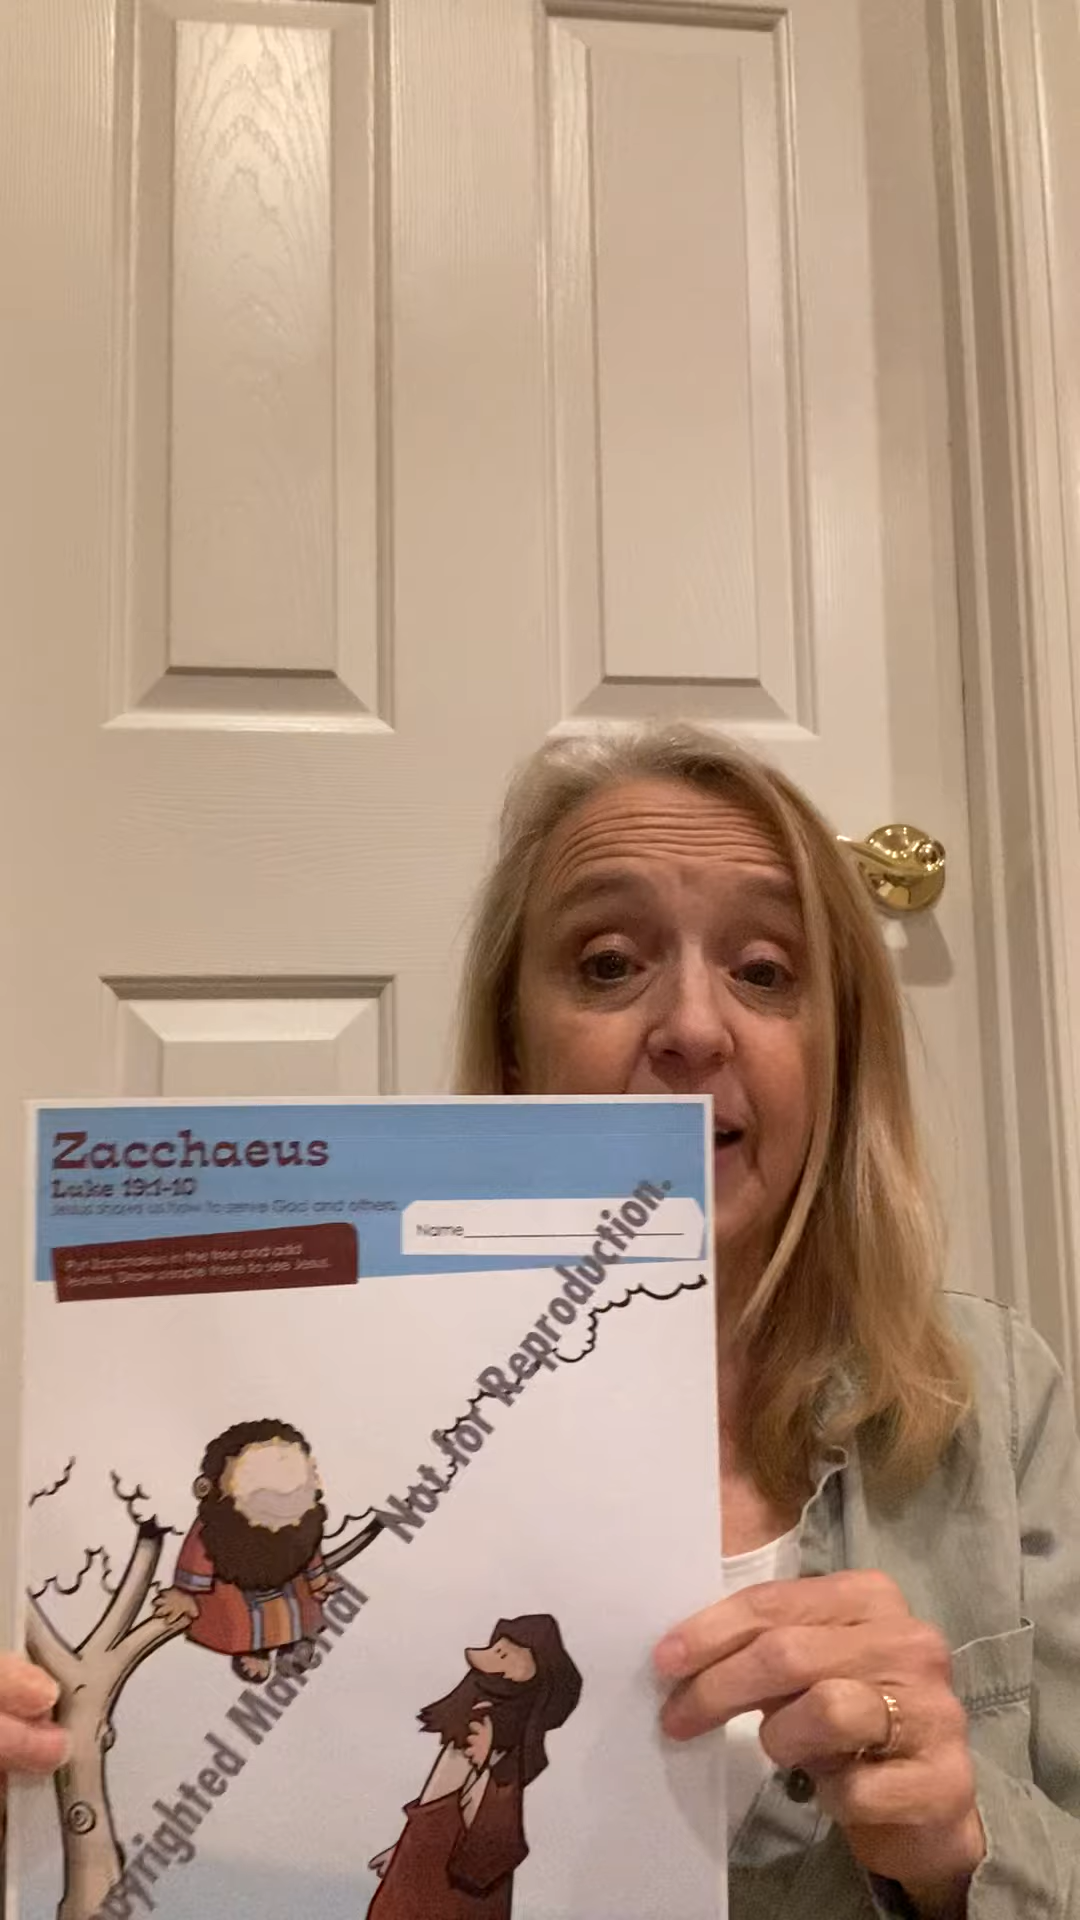 Zacchaeus
Luke 19:1-10
Jesus shows us how to serve God and others.
Name
Put Zacchaeus in the tree and add
leaves. Draw people there to see Jesus.
Copyrighted Material Not for Reproduction.